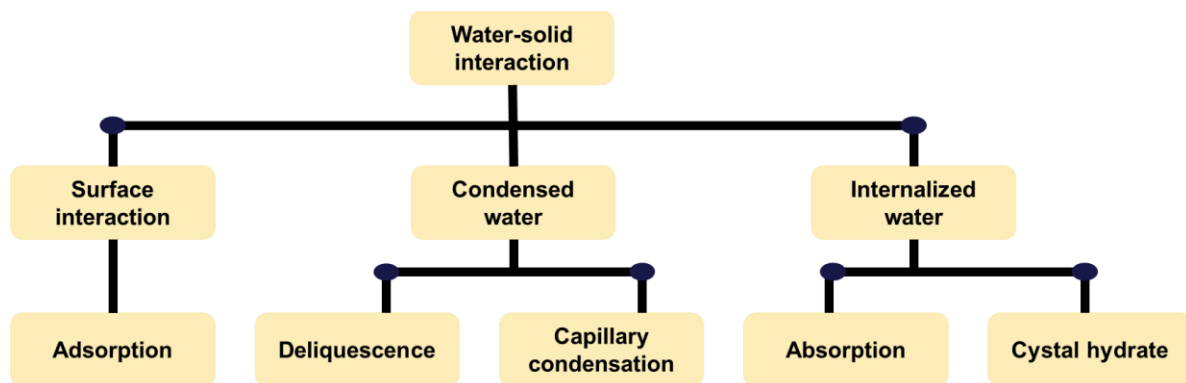 Water-solid
interaction
Surface
interaction
Condensed
water
Internalized
water
Adsorption
Deliquescence
Capillary
condensation
Absorption
Cystal hydrate